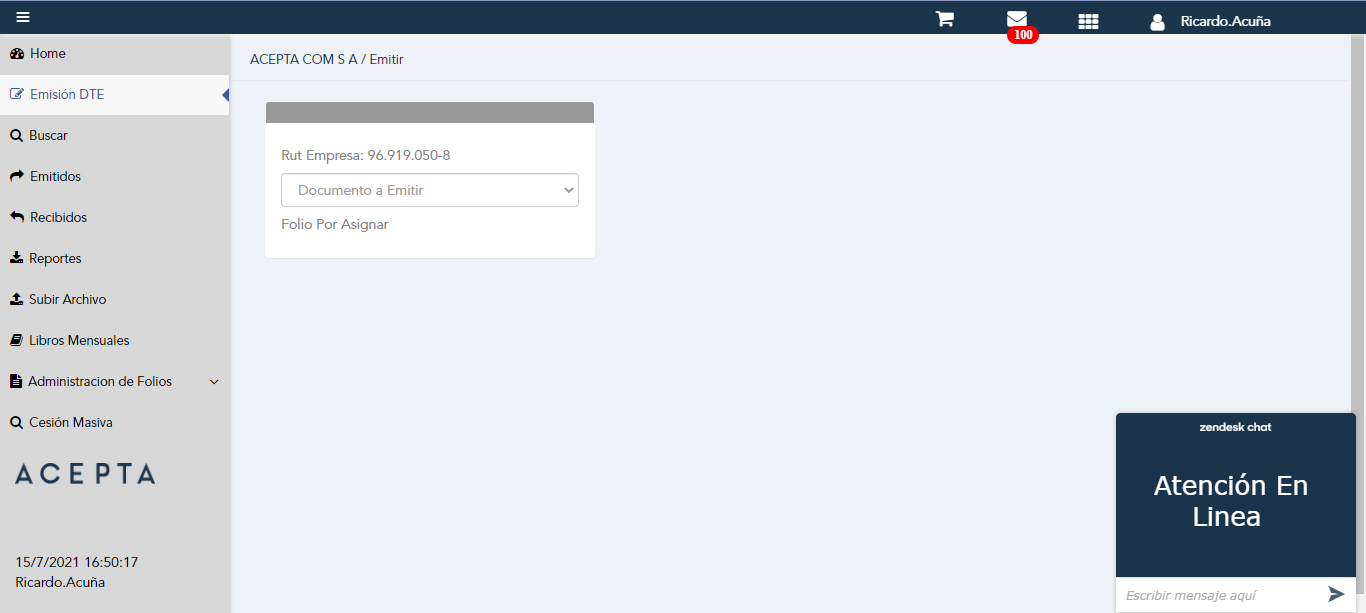 100
Ricardo.Acuña
Home
Emisión DTE
Buscar
Emitidos
Recibidos
Reportes
Subir Archivo
Libros Mensuales
Administracion de Folios
Cesión Masiva
ACEPTA
15/7/2021 16:50:17
Ricardo.Acuña
ACEPTA COM S A / Emitir
Rut Empresa: 96.919.050-8
Documento a Emitir
Folio Por Asignar
zendesk chat
Atención En
Linea
Escribir mensaje aquí